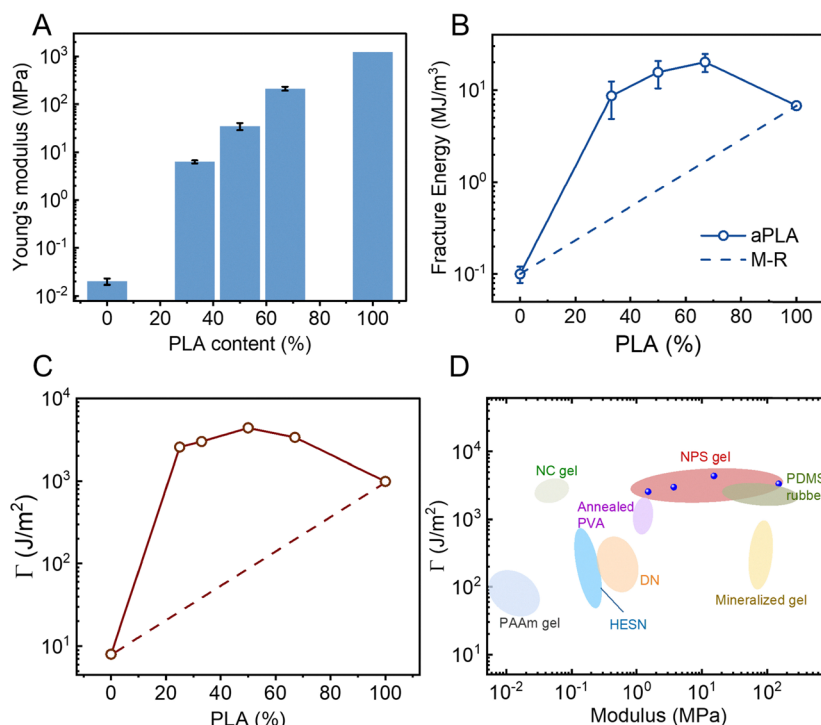 A
Young's modulus (MPa)
10³
10²
10¹
10⁰
10⁻¹
10⁻²
0 20 40 60 80 100
PLA content (%)
B
Fracture Energy (MJ/m³)
10¹
10⁰
10⁻¹
aPLA
M-R
0 20 40 60 80 100
PLA (%)
C
Γ (J/m²)
10⁴
10³
10²
10¹
0 20 40 60 80 100
PLA (%)
D
Γ (J/m²)
10⁴
10³
10²
10¹
NPS gel
NC gel
PDMS
rubbe
Annealed
PVA
DN
Mineralized gel
PAAm gel
HESN
10⁻² 10⁻¹ 10⁰ 10¹ 10²
Modulus (MPa)